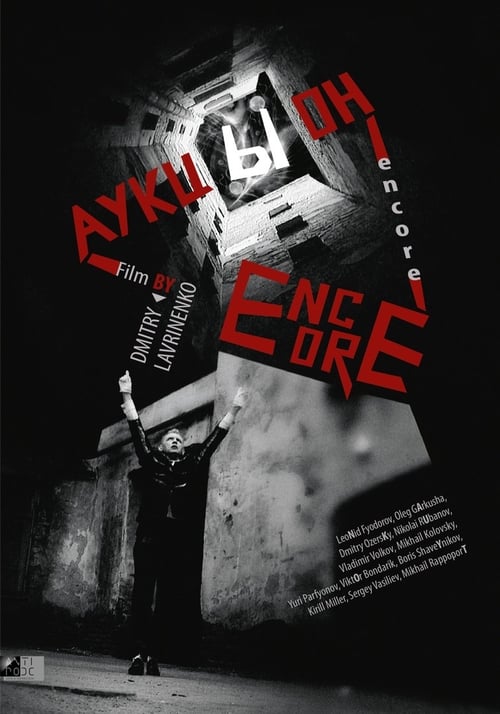 АУКЦЫОН
encore
Film BY
DMITRY
LAVRINENKO
ENC
ORE
LeoNid Fyodorov, Oleg GArkusha,
Dmitry OzersKy, Nikolai RUbanov,
Vladimir Volkov, Mikhail Kolovsky,
Yuri Parfyonov, ViktOr Bondarik, Boris ShaveYnikov,
Kirill Miller, Sergey Vasiliev, Mikhail RappoporT